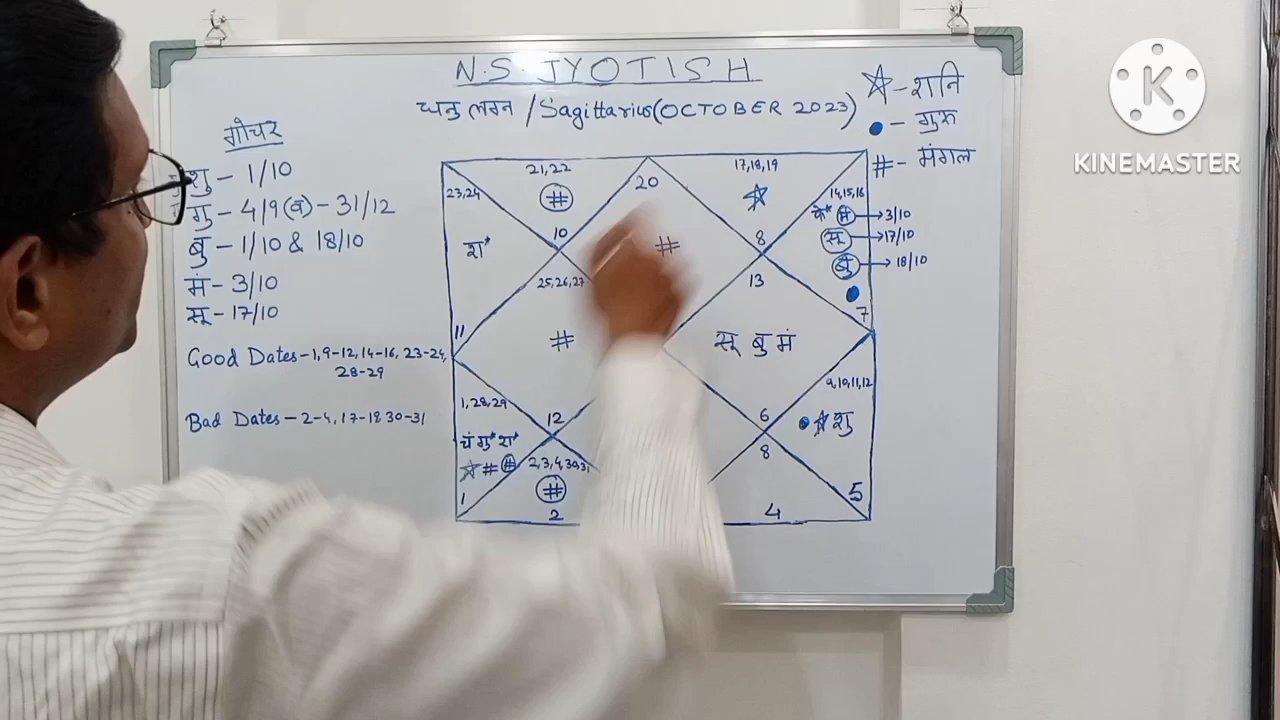 N.S. JYOTISH
धनु लग्न / Sagittarius (OCTOBER 2023)
☆ - शनि
● - गुरु
# - मंगल
KINEMASTER
गोचर
शु - 1/10
गु - 4/9 (व) - 31/12
बु - 1/10 & 18/10
मं - 3/10
सू - 17/10
Good Dates - 1, 9-12, 14-16, 23-24,
28-29
Bad Dates - 2-4, 17-18 30-31
21,22
#
10
20
#
17,18,19
☆
8
23,24
श*
11
14,15,16
के* मं → 3/10
सू → 17/10
बु → 18/10
●
7
25,26,27
#
12
13
सू बु मं
6
1,28,29
चं गु* रा*
☆ # #
1
2,3,4,30,31
#
2
8
4
9,10,11,12
● ☆ शु
5